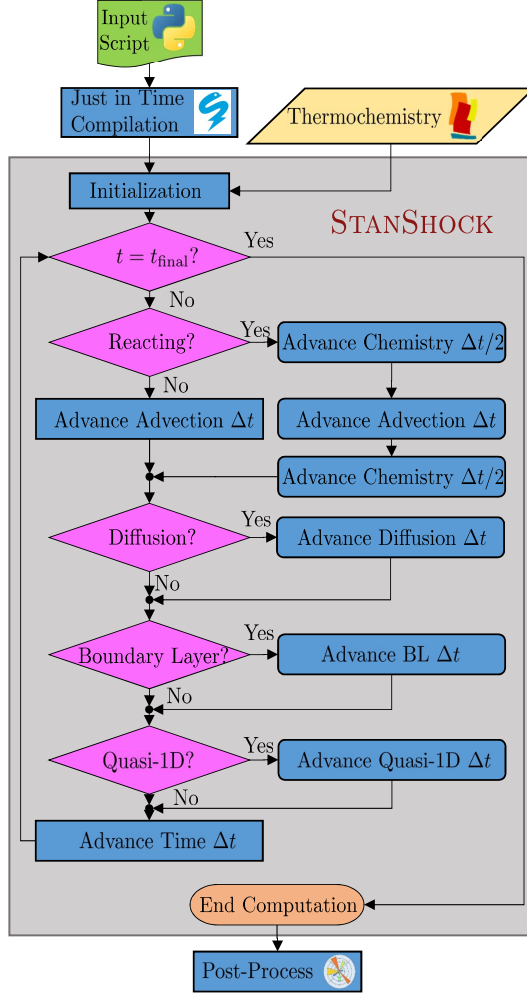 Input
Script
Just in Time
Compilation
Thermochemistry
Initialization
STANSHOCK
t = t_final?
Yes
No
Reacting?
Yes
Advance Chemistry Δt/2
No
Advance Advection Δt
Advance Advection Δt
Advance Chemistry Δt/2
Diffusion?
Yes
Advance Diffusion Δt
No
Boundary Layer?
Yes
Advance BL Δt
No
Quasi-1D?
Yes
Advance Quasi-1D Δt
No
Advance Time Δt
End Computation
Post-Process